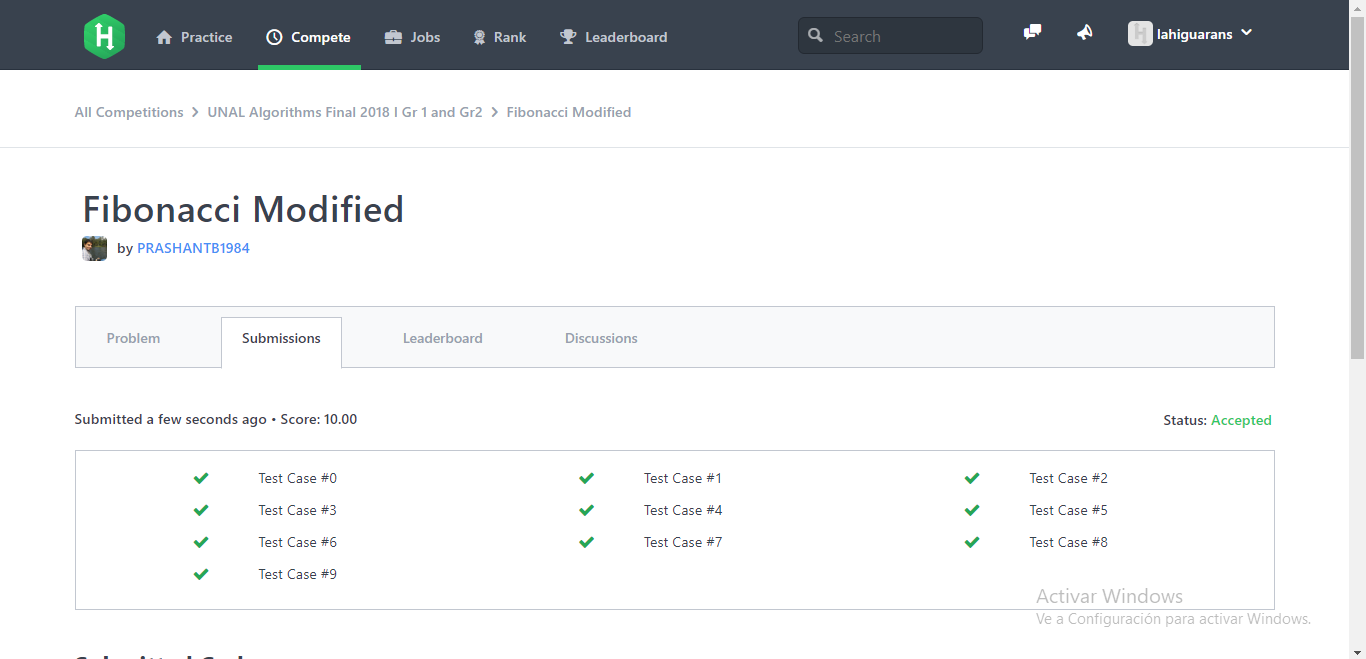 H Practice Compete Jobs Rank Leaderboard Search lahiguarans
All Competitions > UNAL Algorithms Final 2018 I Gr 1 and Gr2 > Fibonacci Modified
Fibonacci Modified
by PRASHANTB1984
Problem Submissions Leaderboard Discussions
Submitted a few seconds ago • Score: 10.00 Status: Accepted
Test Case #0 Test Case #1 Test Case #2
Test Case #3 Test Case #4 Test Case #5
Test Case #6 Test Case #7 Test Case #8
Test Case #9
Activar Windows
Ve a Configuración para activar Windows.